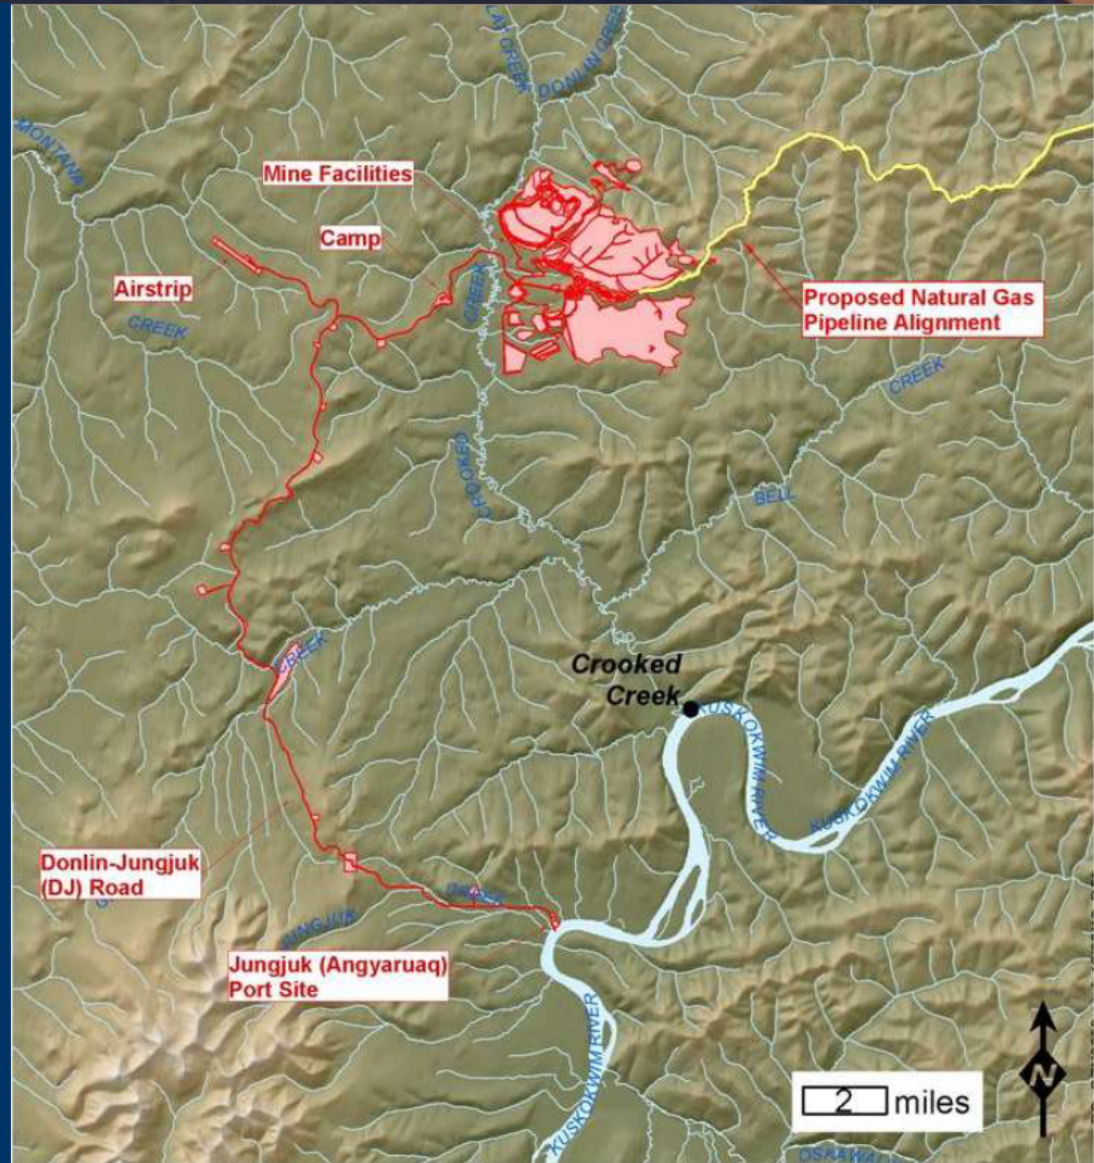 DONLIN CREEK
MONTANA
Mine Facilities
Camp
Airstrip
CREEK
CREEK
Proposed Natural Gas
Pipeline Alignment
CREEK
CROOKED
BELL
CREEK
Crooked
Creek
KUSKOKWIM RIVER
KUSKOKWIM RIVER
Donlin-Jungjuk
(DJ) Road
JUNGJUK
Jungjuk (Angyaruaq)
Port Site
KUSKOKWIM RIVER
N
2 miles